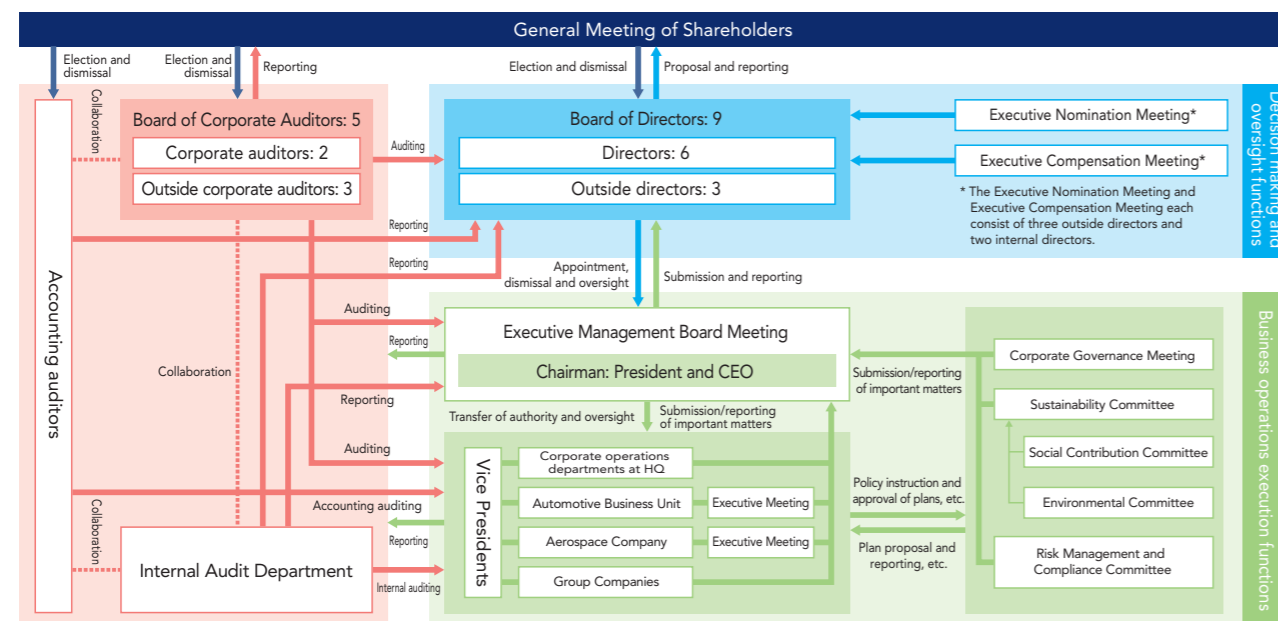 General Meeting of Shareholders
Election and
dismissal
Election and
dismissal
Reporting
Election and dismissal
Proposal and reporting
Collaboration
Board of Corporate Auditors: 5
Corporate auditors: 2
Outside corporate auditors: 3
Auditing
Board of Directors: 9
Directors: 6
Outside directors: 3
Executive Nomination Meeting*
Executive Compensation Meeting*
* The Executive Nomination Meeting and
Executive Compensation Meeting each
consist of three outside directors and
two internal directors.
Decision making and
oversight functions
Reporting
Reporting
Appointment,
dismissal and oversight
Submission and reporting
Accounting auditors
Auditing
Reporting
Collaboration
Reporting
Executive Management Board Meeting
Chairman: President and CEO
Submission/reporting
of important matters
Corporate Governance Meeting
Sustainability Committee
Social Contribution Committee
Environmental Committee
Risk Management and
Compliance Committee
Business operations execution functions
Transfer of authority and oversight
Submission/reporting
of important matters
Auditing
Accounting auditing
Reporting
Collaboration
Internal Audit Department
Internal auditing
Vice Presidents
Corporate operations
departments at HQ
Automotive Business Unit
Executive Meeting
Aerospace Company
Executive Meeting
Group Companies
Policy instruction and
approval of plans, etc.
Plan proposal and
reporting, etc.